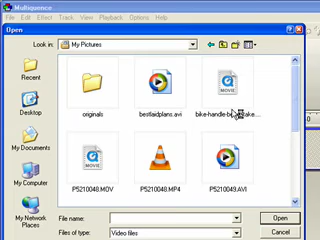 Multiquence
File Edit Effect Track View Playback Options Help
Open
Look in: My Pictures
Recent
Desktop
My Documents
My Computer
My Network
Places
originals
bestlaidplans.avi
MOVIE
MOVIE
P5210048.MOV
P5210048.MP4
P5210049.AVI
File name:
Open
Files of type: Video files
Cancel